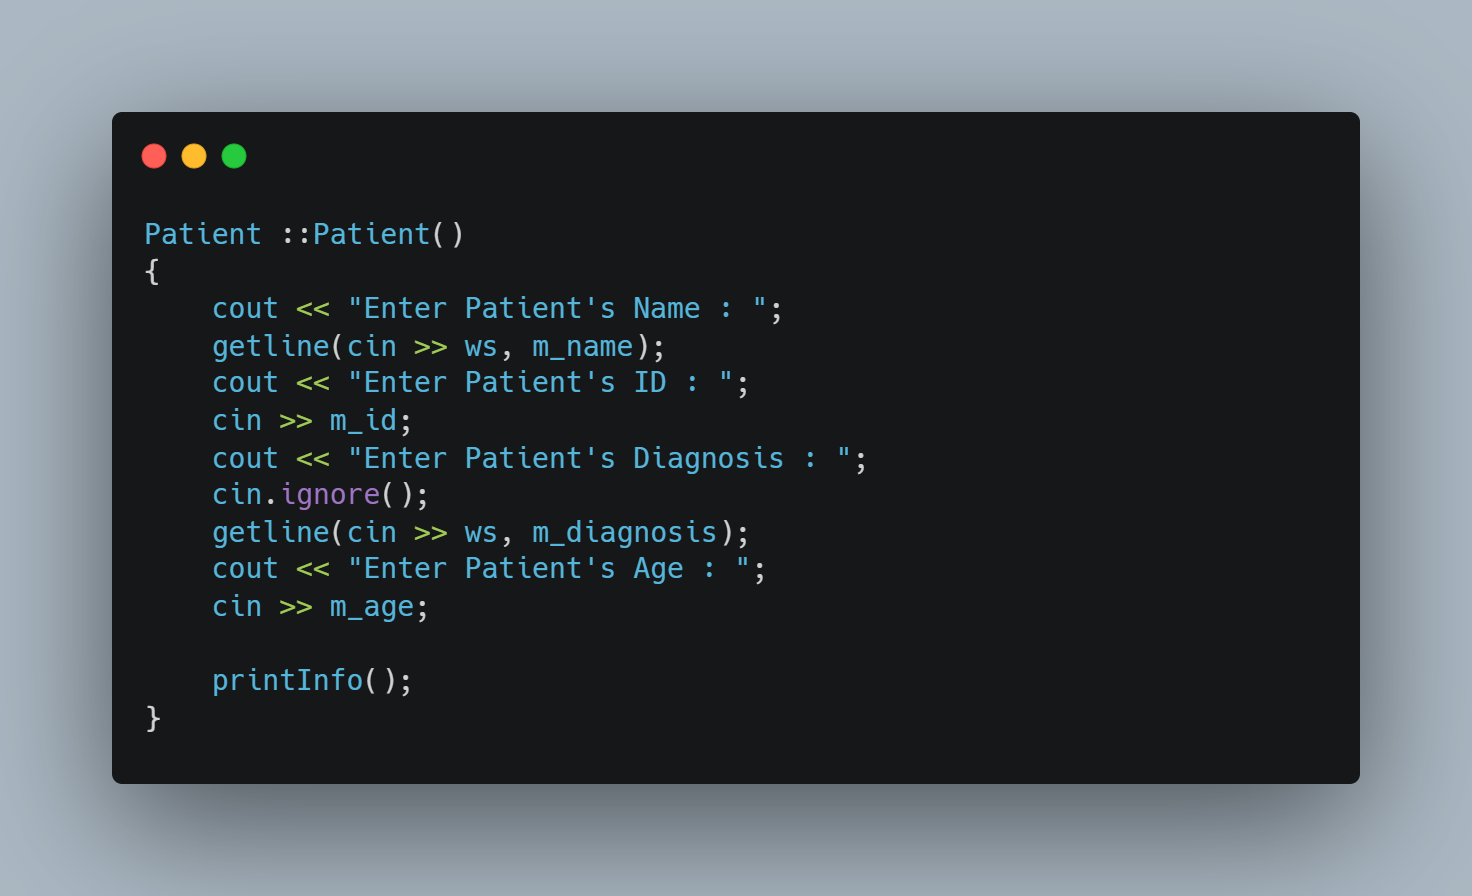 Patient ::Patient()
{
    cout << "Enter Patient's Name : ";
    getline(cin >> ws, m_name);
    cout << "Enter Patient's ID : ";
    cin >> m_id;
    cout << "Enter Patient's Diagnosis : ";
    cin.ignore();
    getline(cin >> ws, m_diagnosis);
    cout << "Enter Patient's Age : ";
    cin >> m_age;

    printInfo();
}